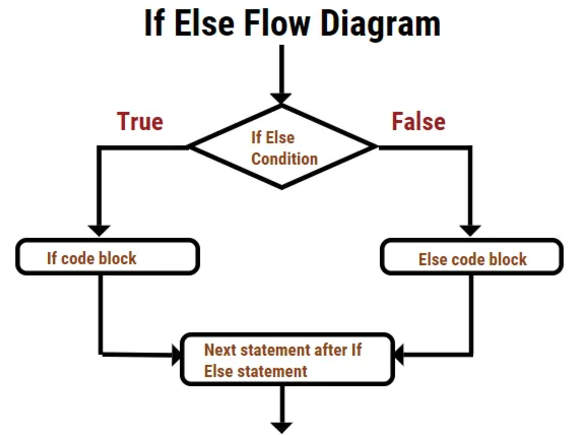 If Else Flow Diagram
True
False
If Else
Condition
If code block
Else code block
Next statement after If
Else statement